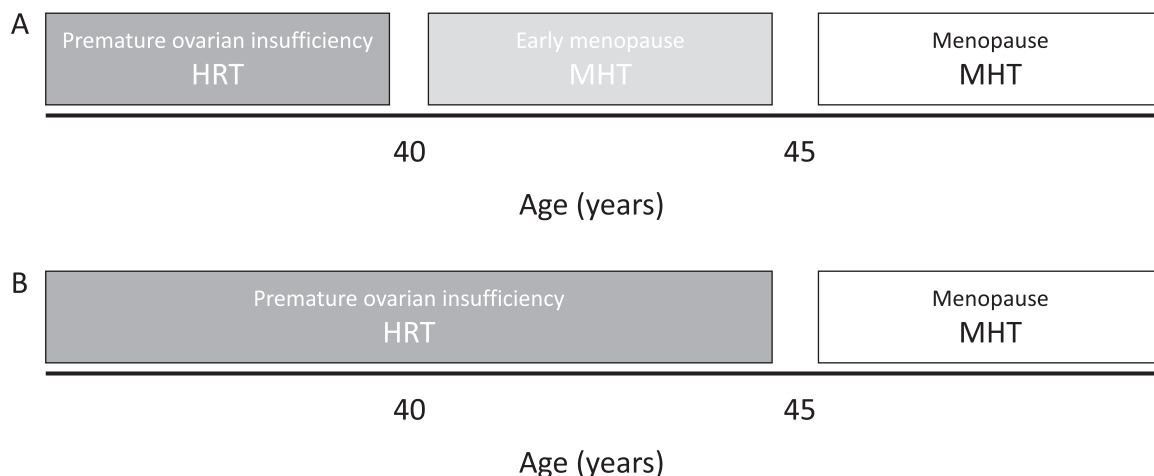 A
Premature ovarian insufficiency
HRT
Early menopause
MHT
Menopause
MHT
40
45
Age (years)
B
Premature ovarian insufficiency
HRT
Menopause
MHT
40
45
Age (years)